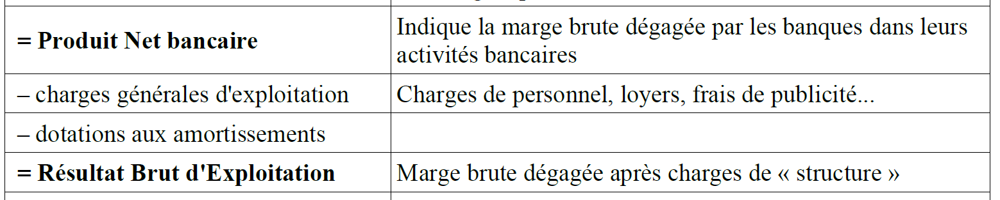 = Produit Net bancaire
Indique la marge brute dégagée par les banques dans leurs
activités bancaires
– charges générales d'exploitation
Charges de personnel, loyers, frais de publicité...
– dotations aux amortissements
= Résultat Brut d'Exploitation
Marge brute dégagée après charges de « structure »